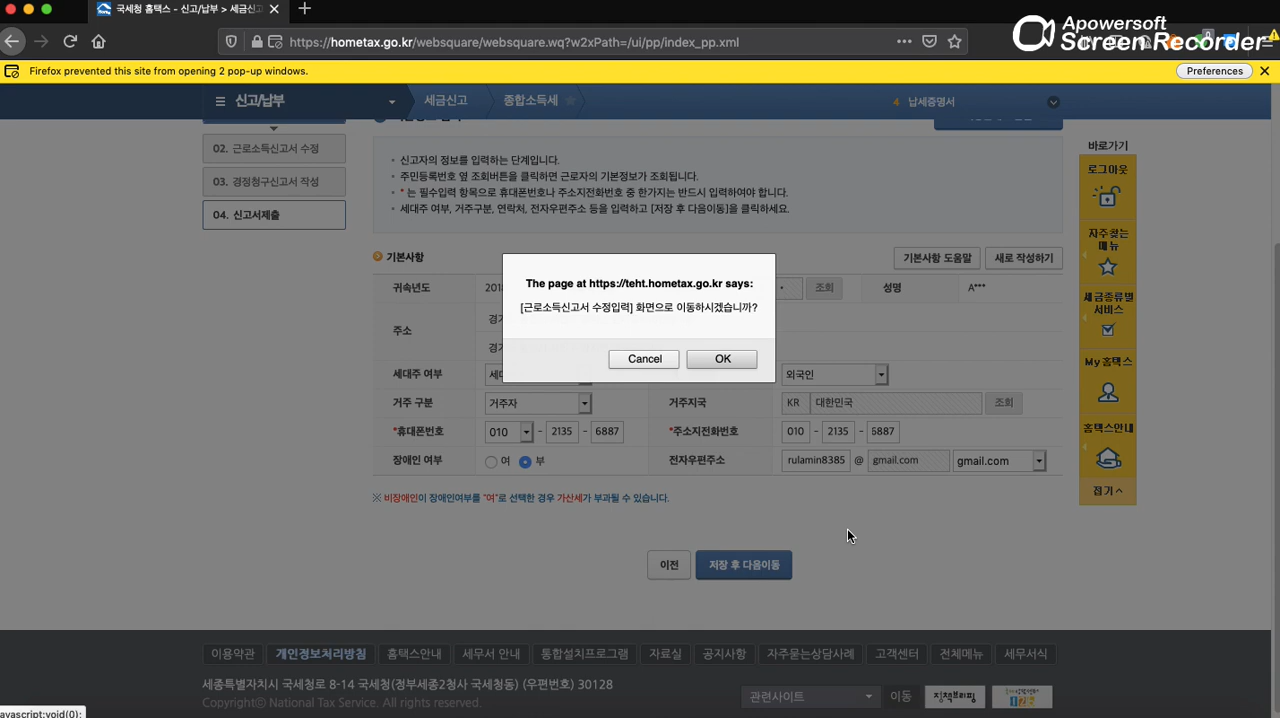 국세청 홈택스 - 신고/납부 > 세금신고
https://hometax.go.kr/websquare/websquare.wq?w2xPath=/ui/pp/index_pp.xml
Apowersoft
Screen Recorder
Firefox prevented this site from opening 2 pop-up windows.
Preferences
신고/납부
세금신고
종합소득세
4 납세증명서
02. 근로소득신고서 수정
03. 경정청구신고서 작성
04. 신고서제출
신고자의 정보를 입력하는 단계입니다.
주민등록번호 옆 조회버튼을 클릭하면 근로자의 기본정보가 조회됩니다.
* 는 필수입력 항목으로 휴대폰번호나 주소지전화번호 중 한가지는 반드시 입력하여야 합니다.
세대주 여부, 거주구분, 연락처, 전자우편주소 등을 입력하고 [저장 후 다음이동]을 클릭하세요.
기본사항
기본사항 도움말
새로 작성하기
귀속년도
조회
성명
A***
주소
세대주 여부
외국인
거주 구분
거주자
거주지국
KR
대한민국
조회
*휴대폰번호
010 - 2135 - 6887
*주소지전화번호
010 - 2135 - 6887
장애인 여부
여
부
전자우편주소
rulamin8385 @ gmail.com
gmail.com
※ 비장애인이 장애인여부를 "여"로 선택한 경우 가산세가 부과될 수 있습니다.
이전
저장 후 다음이동
The page at https://teht.hometax.go.kr says:
[근로소득신고서 수정입력] 화면으로 이동하시겠습니까?
Cancel
OK
바로가기
로그아웃
자주찾는
메뉴
세금종류별
서비스
My홈택스
홈택스안내
접기^
이용약관
개인정보처리방침
홈택스안내
세무서 안내
통합설치프로그램
자료실
공지사항
자주묻는상담사례
고객센터
전체메뉴
세무서식
세종특별자치시 국세청로 8-14 국세청(정부세종2청사 국세청동) (우편번호) 30128
Copyright© National Tax Service. All rights reserved.
관련사이트
이동
정책브리핑
avascript:void(0);